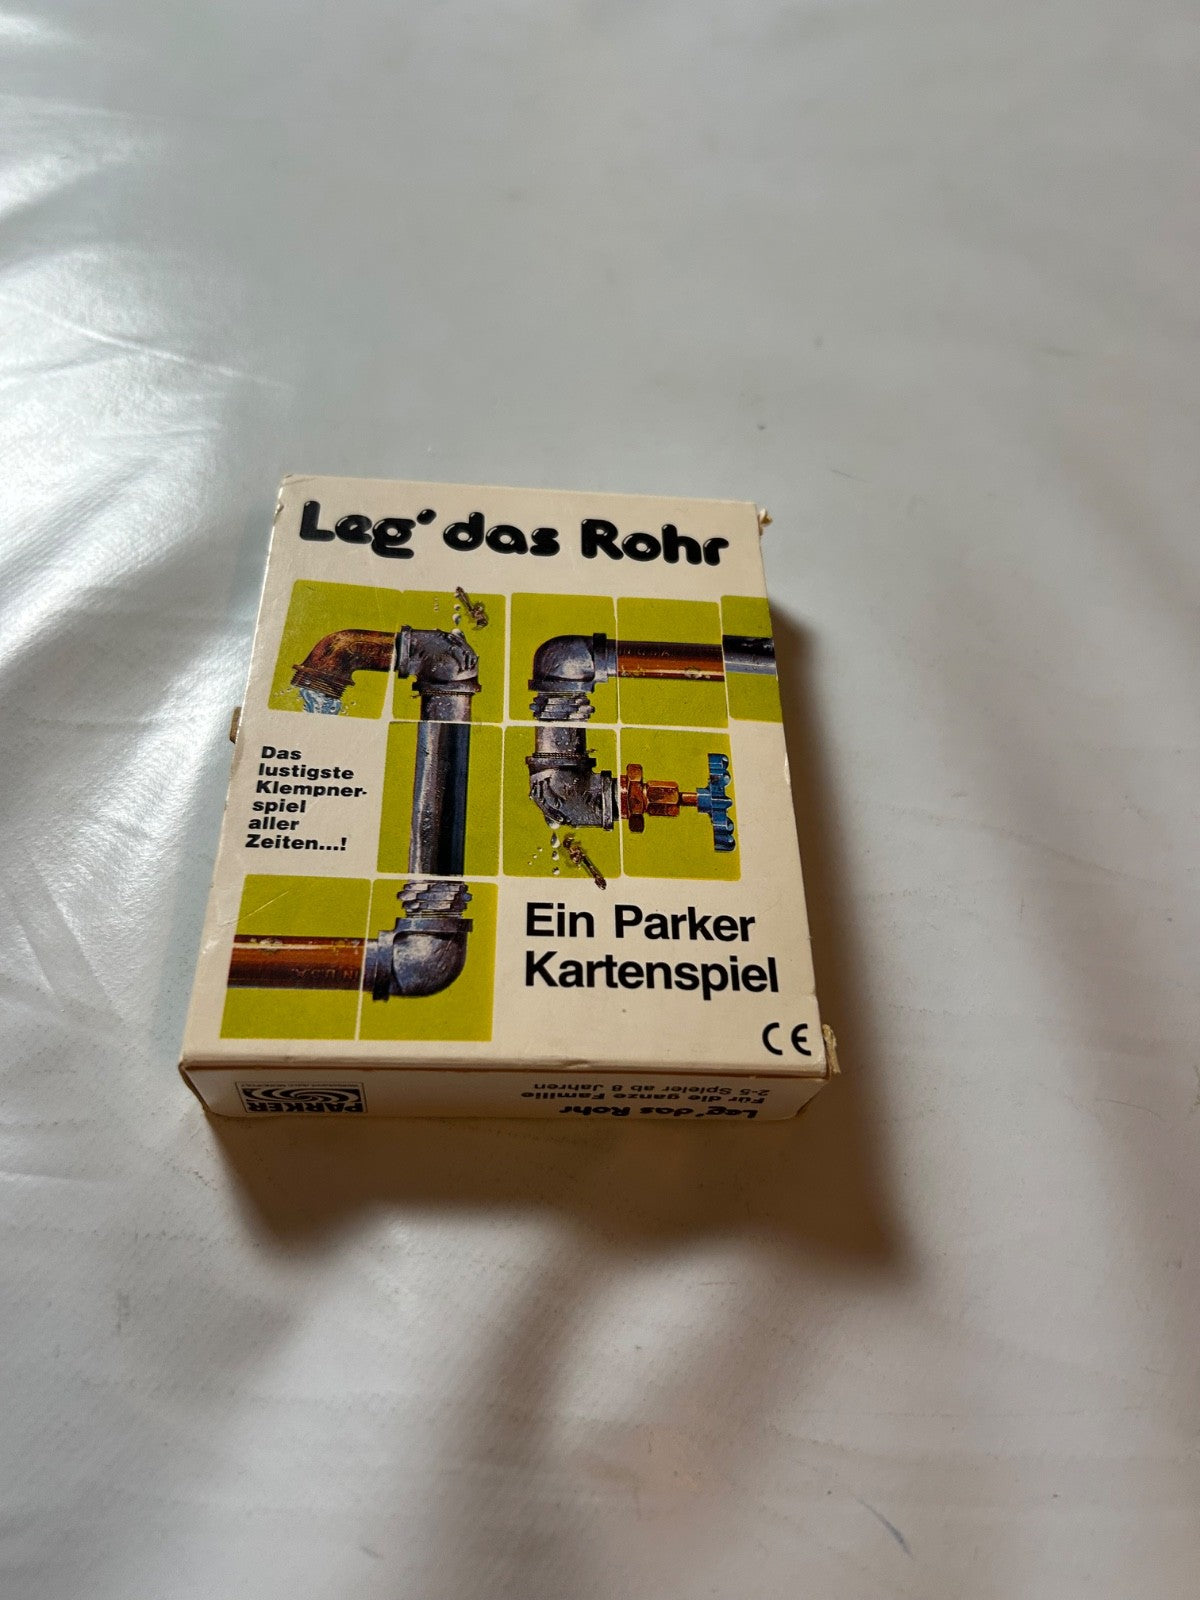 Leg' das Rohr
Das
lustigste
Klempner-
spiel
aller
Zeiten...!
Ein Parker
Kartenspiel
CE
Leg' das Rohr
Für die ganze Familie
2-5 Spieler ab 8 Jahren
PARKER